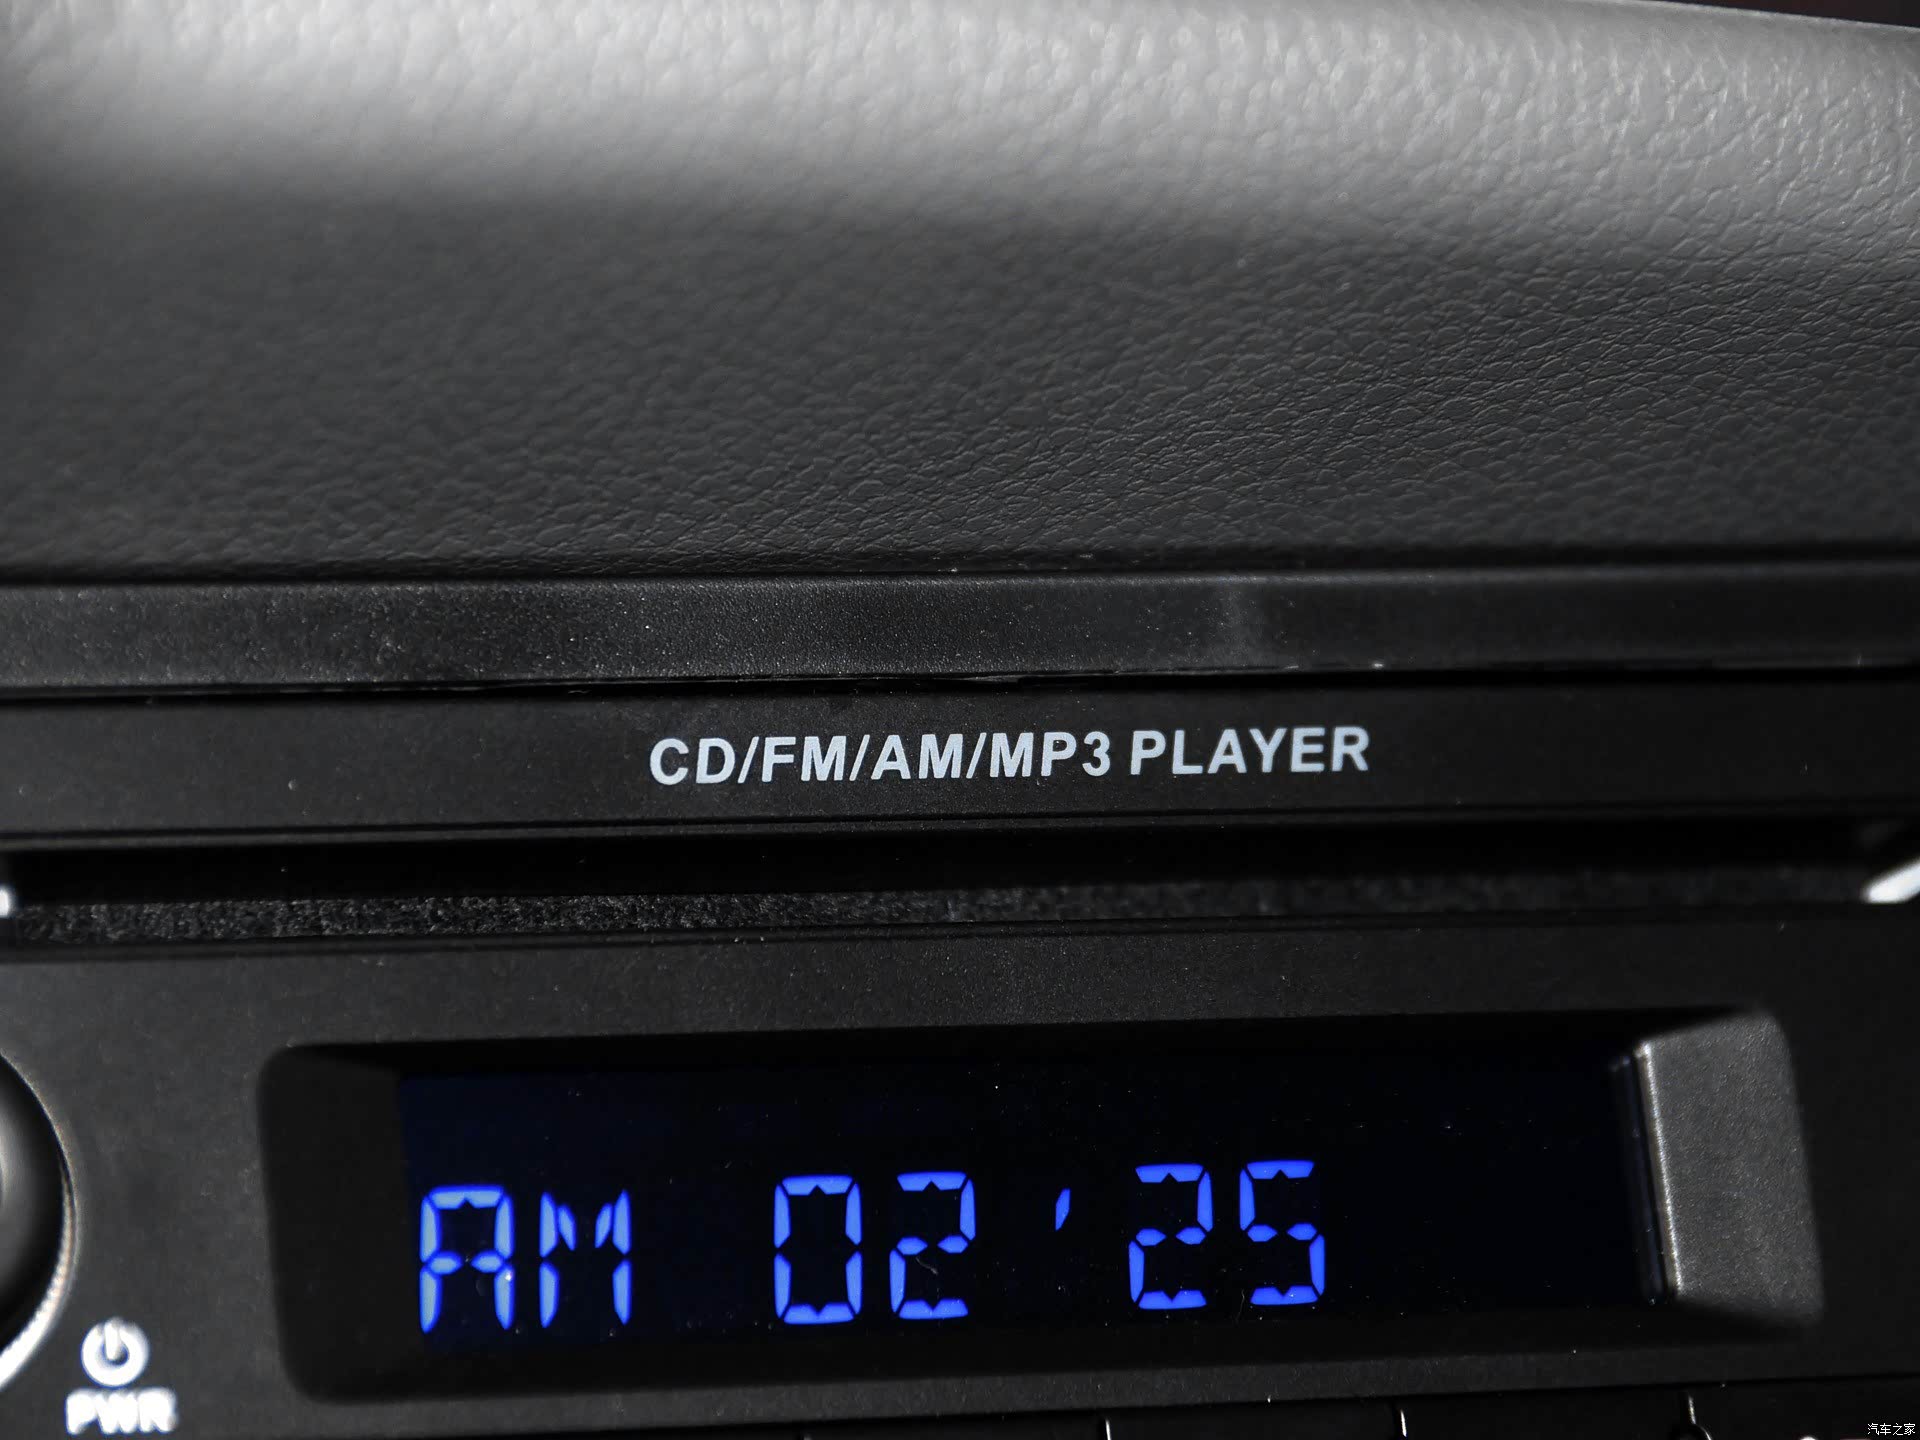 CD/FM/AM/MP3 PLAYER
AM 02 ' 25
PWR
汽车之家